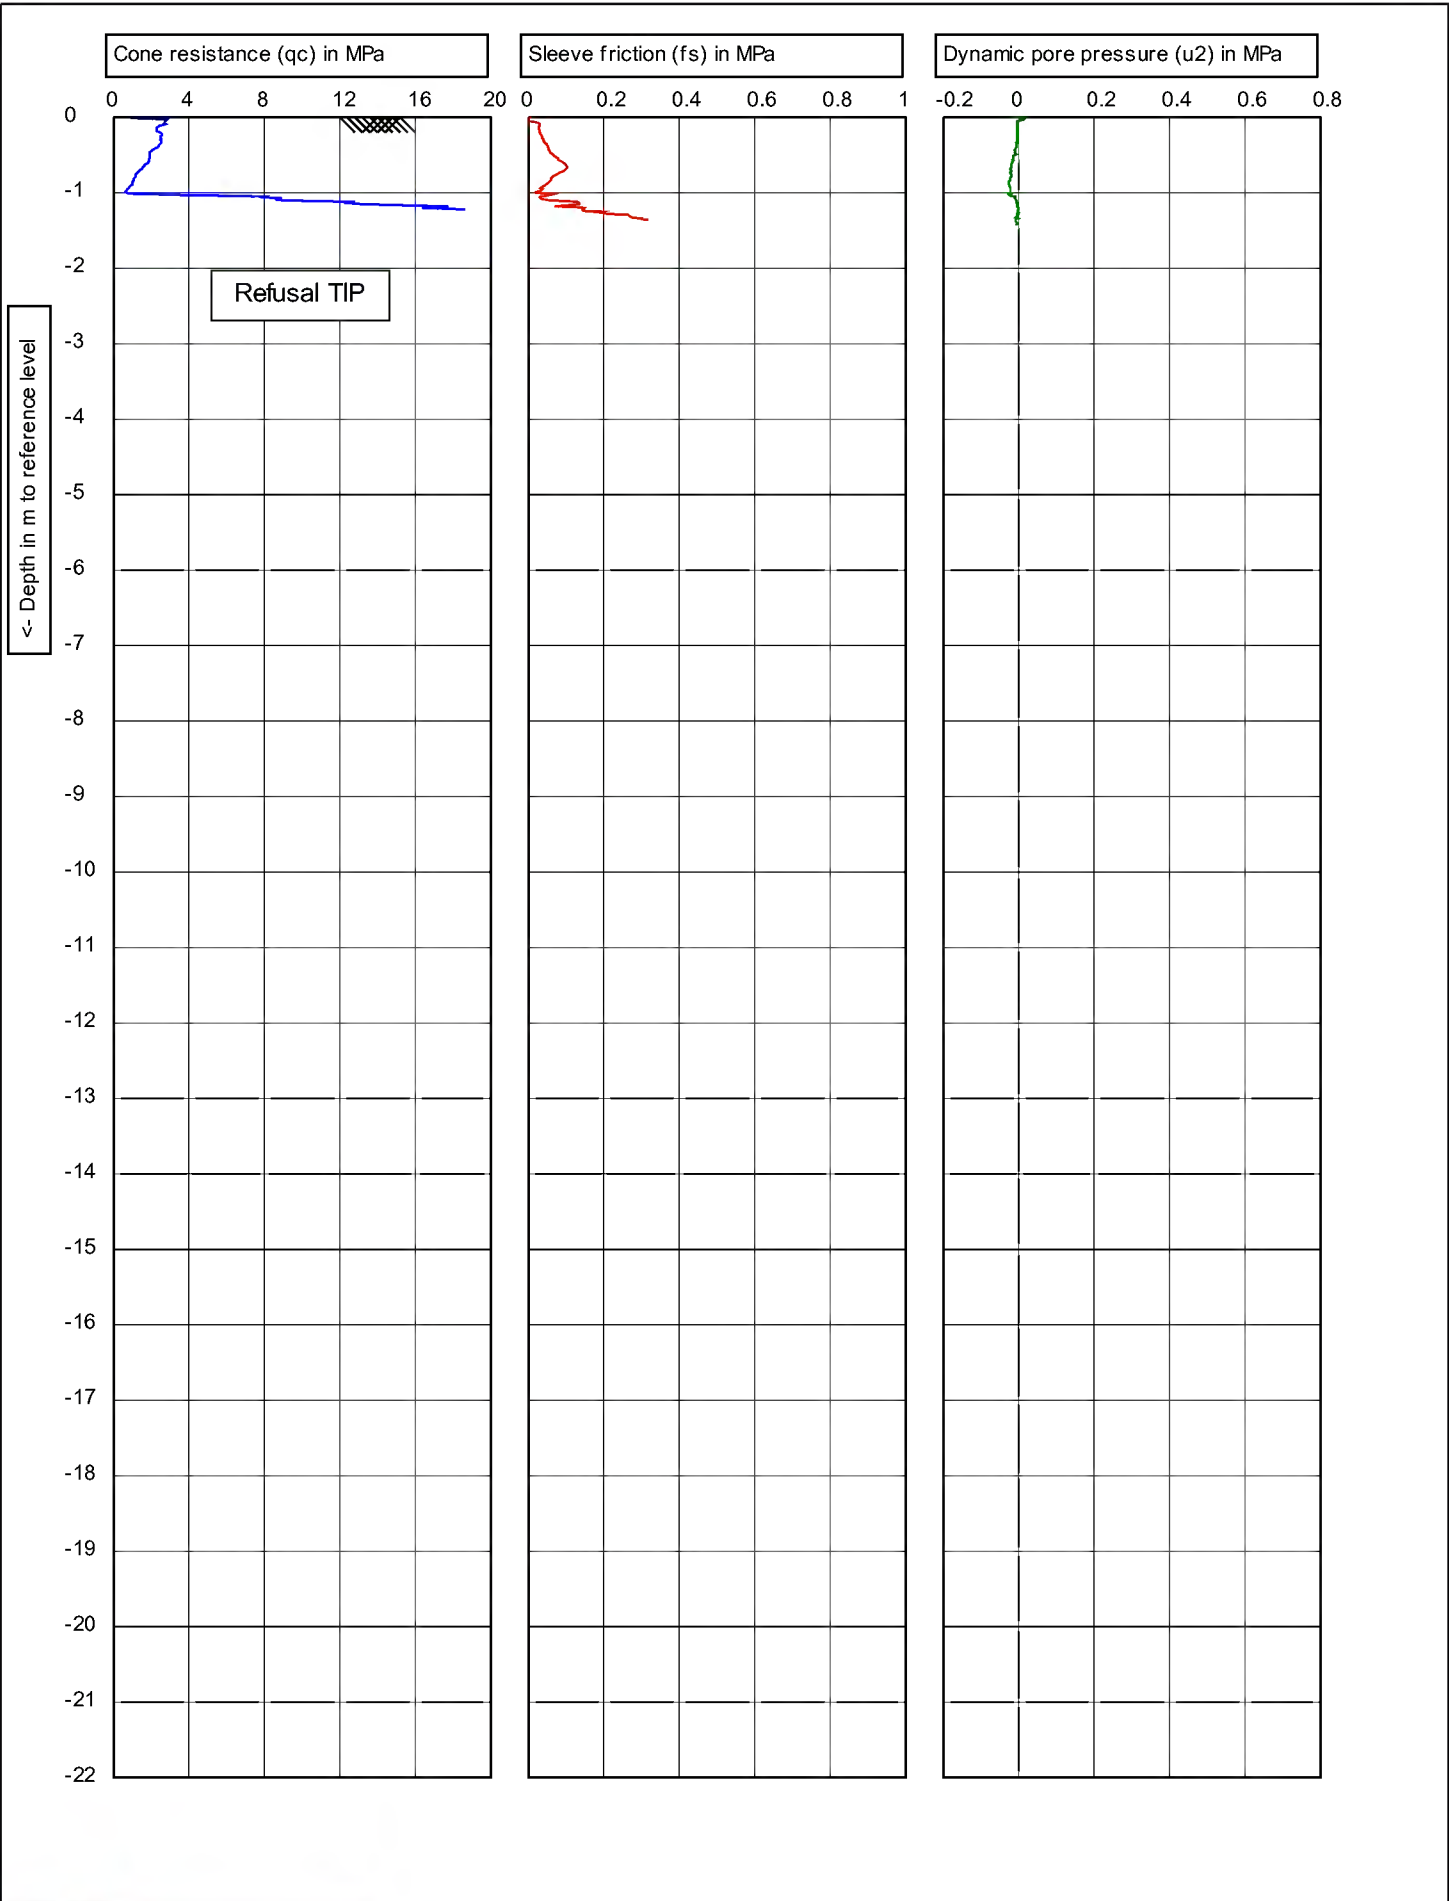 Cone resistance (qc) in MPa
Sleeve friction (fs) in MPa
Dynamic pore pressure (u2) in MPa
0 4 8 12 16 20
0 0.2 0.4 0.6 0.8 1
-0.2 0 0.2 0.4 0.6 0.8
0
-1
-2
Refusal TIP
<- Depth in m to reference level
-3
-4
-5
-6
-7
-8
-9
-10
-11
-12
-13
-14
-15
-16
-17
-18
-19
-20
-21
-22